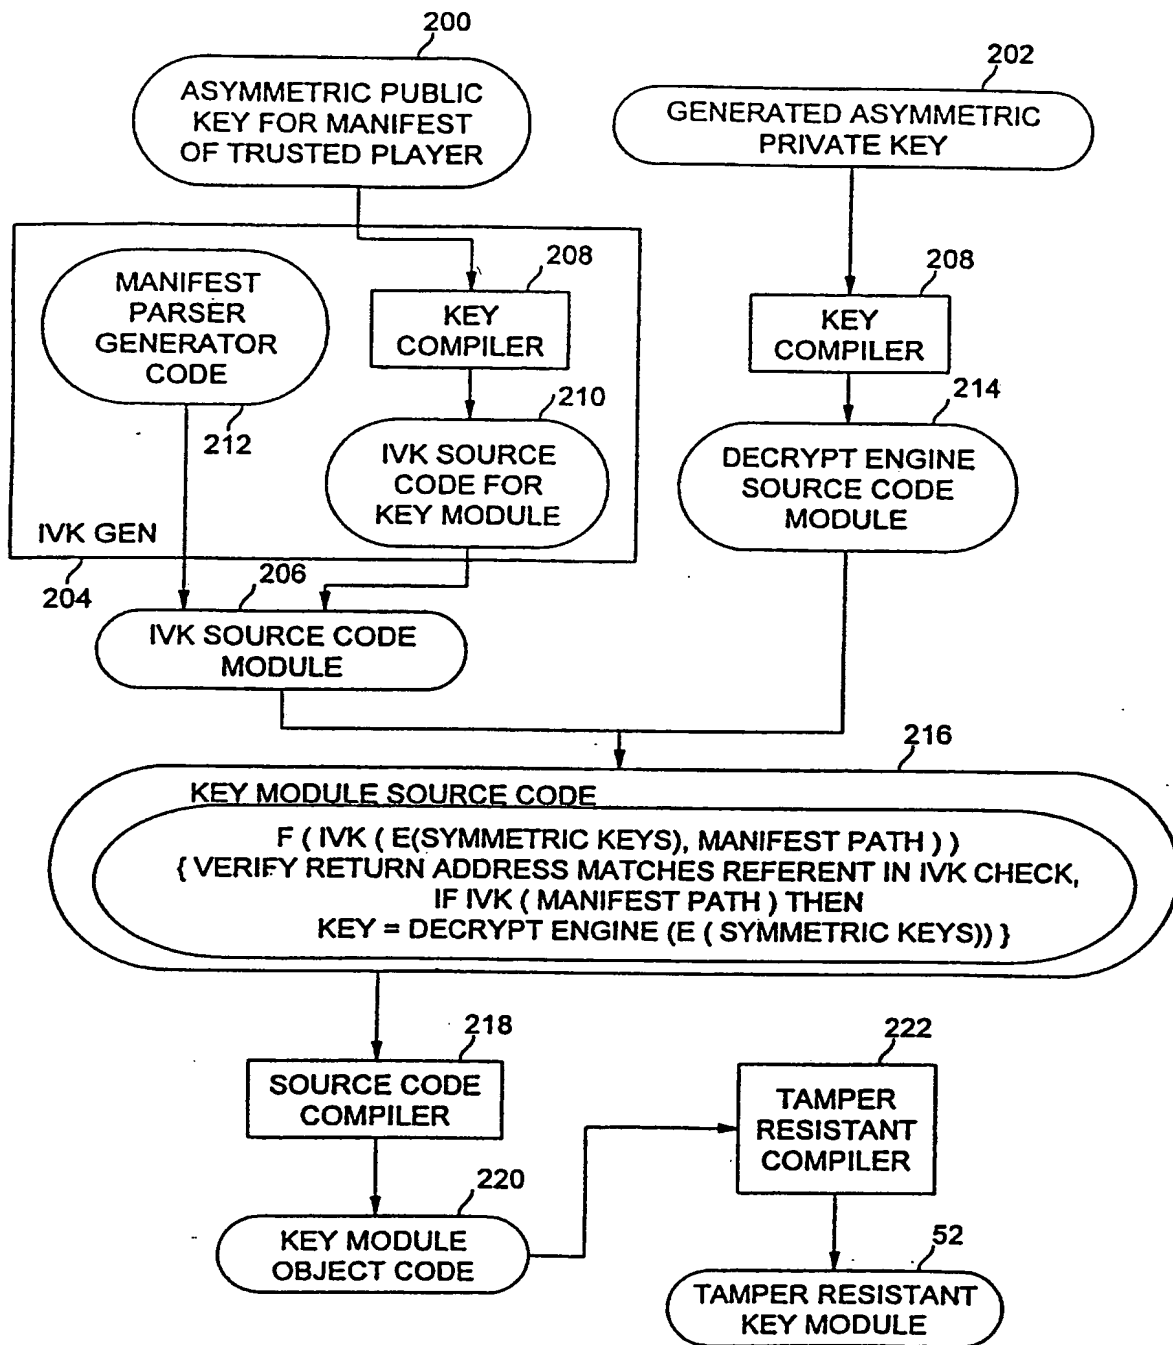 200
ASYMMETRIC PUBLIC
KEY FOR MANIFEST
OF TRUSTED PLAYER
202
GENERATED ASYMMETRIC
PRIVATE KEY
MANIFEST
PARSER
GENERATOR
CODE
212
208
KEY
COMPILER
210
IVK SOURCE
CODE FOR
KEY MODULE
IVK GEN
204
208
KEY
COMPILER
214
DECRYPT ENGINE
SOURCE CODE
MODULE
206
IVK SOURCE CODE
MODULE
216
KEY MODULE SOURCE CODE
F ( IVK ( E(SYMMETRIC KEYS), MANIFEST PATH ) )
{ VERIFY RETURN ADDRESS MATCHES REFERENT IN IVK CHECK,
IF IVK ( MANIFEST PATH ) THEN
KEY = DECRYPT ENGINE (E ( SYMMETRIC KEYS)) }
218
SOURCE CODE
COMPILER
220
KEY MODULE
OBJECT CODE
222
TAMPER
RESISTANT
COMPILER
52
TAMPER RESISTANT
KEY MODULE